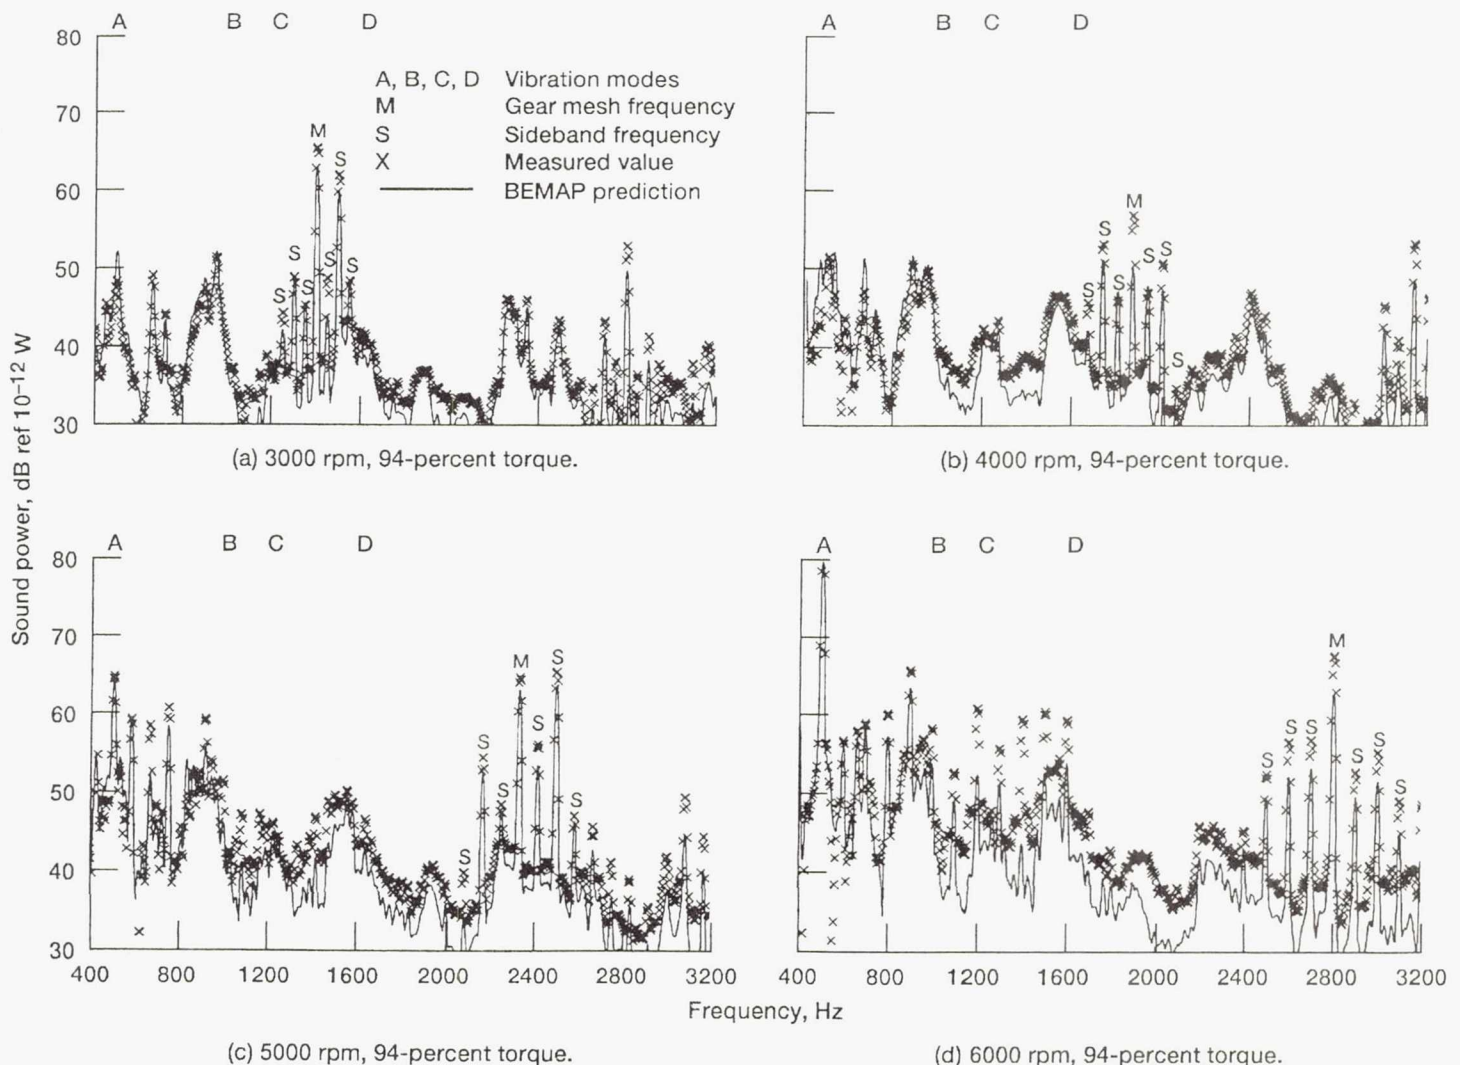 A B C D
A B C D
80
70
60
50
40
30
A, B, C, D Vibration modes
M Gear mesh frequency
S Sideband frequency
X Measured value
BEMAP prediction
S S S M S S S
S S S M S S S
(a) 3000 rpm, 94-percent torque.
(b) 4000 rpm, 94-percent torque.
Sound power, dB ref 10–12 W
A B C D
A B C D
80
70
60
50
40
30
S S S M S S S
S S S M S S S
400 800 1200 1600 2000 2400 2800 3200
400 800 1200 1600 2000 2400 2800 3200
Frequency, Hz
(c) 5000 rpm, 94-percent torque.
(d) 6000 rpm, 94-percent torque.